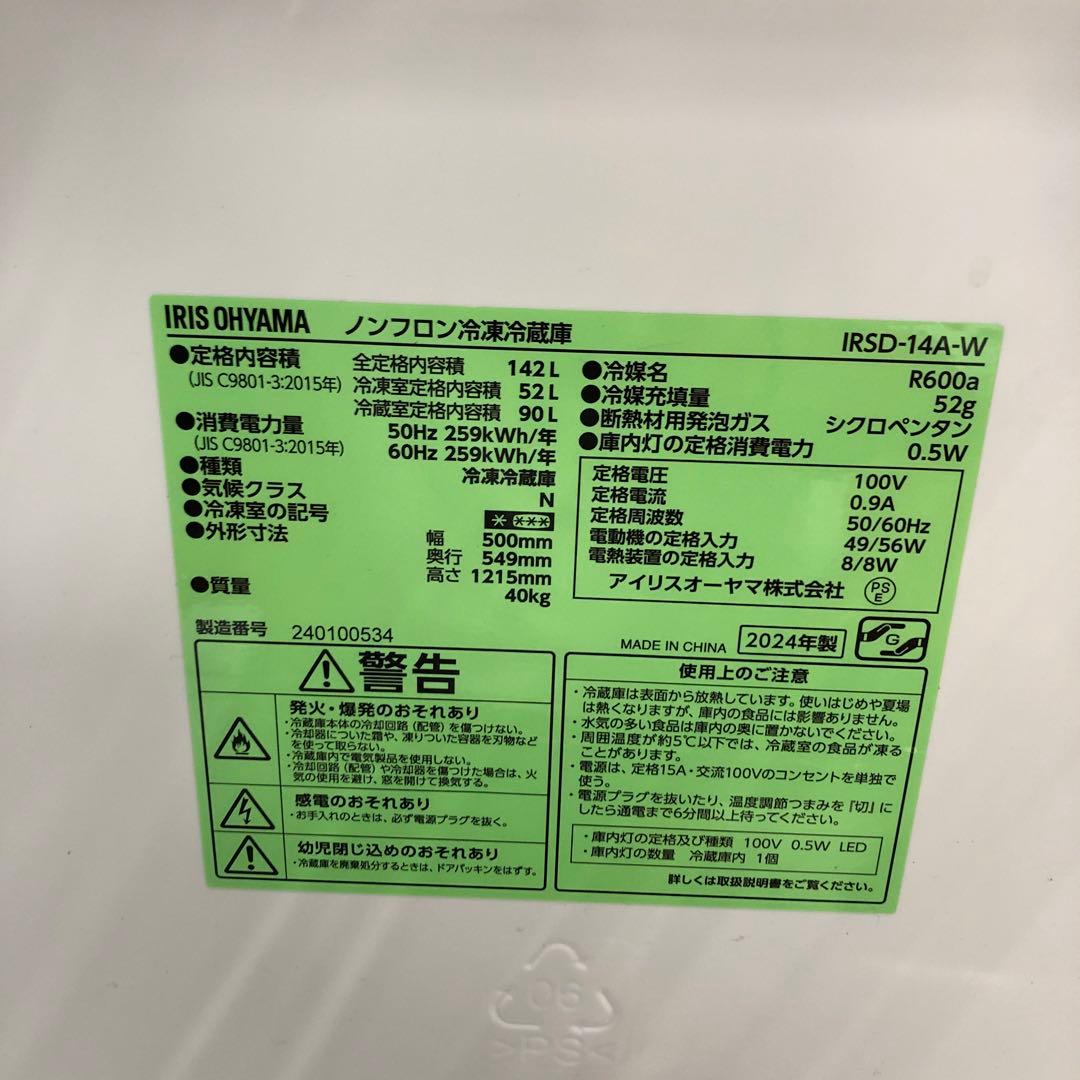 IRIS OHYAMA ノンフロン冷凍冷蔵庫 IRSD-14A-W
●定格内容積 全定格内容積 142 L
(JIS C9801-3:2015年) 冷凍室定格内容積 52 L
冷蔵室定格内容積 90 L
●消費電力量 50Hz 259kWh/年
(JIS C9801-3:2015年) 60Hz 259kWh/年
●種類 冷凍冷蔵庫
●気候クラス N
●冷凍室の記号
●外形寸法 幅 500mm
奥行 549mm
高さ 1215mm
●質量 40kg
製造番号 240100534
●冷媒名 R600a
●冷媒充填量 52g
●断熱材用発泡ガス シクロペンタン
●庫内灯の定格消費電力 0.5W
定格電圧 100V
定格電流 0.9A
定格周波数 50/60Hz
電動機の定格入力 49/56W
電熱装置の定格入力 8/8W
アイリスオーヤマ株式会社 PS E
MADE IN CHINA 2024年製 G
警告
発火・爆発のおそれあり
・冷蔵庫本体の冷却回路(配管)を傷つけない。
・冷却器についた霜や、凍りついた容器を刃物など
を使って取らない。
・冷蔵庫内で電気製品を使用しない。
・冷却回路(配管)や冷却器を傷つけた場合は、火
気の使用を避け、窓を開けて換気する。
感電のおそれあり
・お手入れのときは、必ず電源プラグを抜く。
幼児閉じ込めのおそれあり
・冷蔵庫を廃棄処分するときは、ドアパッキンをはずす。
使用上のご注意
・冷蔵庫は表面から放熱しています。使いはじめや夏場
は熱くなりますが、庫内の食品には影響ありません。
・水気の多い食品は庫内の奥に置かないでください。
・周囲温度が約5℃以下では、冷蔵室の食品が凍る
ことがあります。
・電源は、定格15A・交流100Vのコンセントを単独で
使う。
・電源プラグを抜いたり、温度調節つまみを『切』に
したら通電まで6分間以上待ってください。
・庫内灯の定格及び種類 100V 0.5W LED
・庫内灯の数量 冷蔵庫内 1個
詳しくは取扱説明書をご覧ください。
06
>PS<